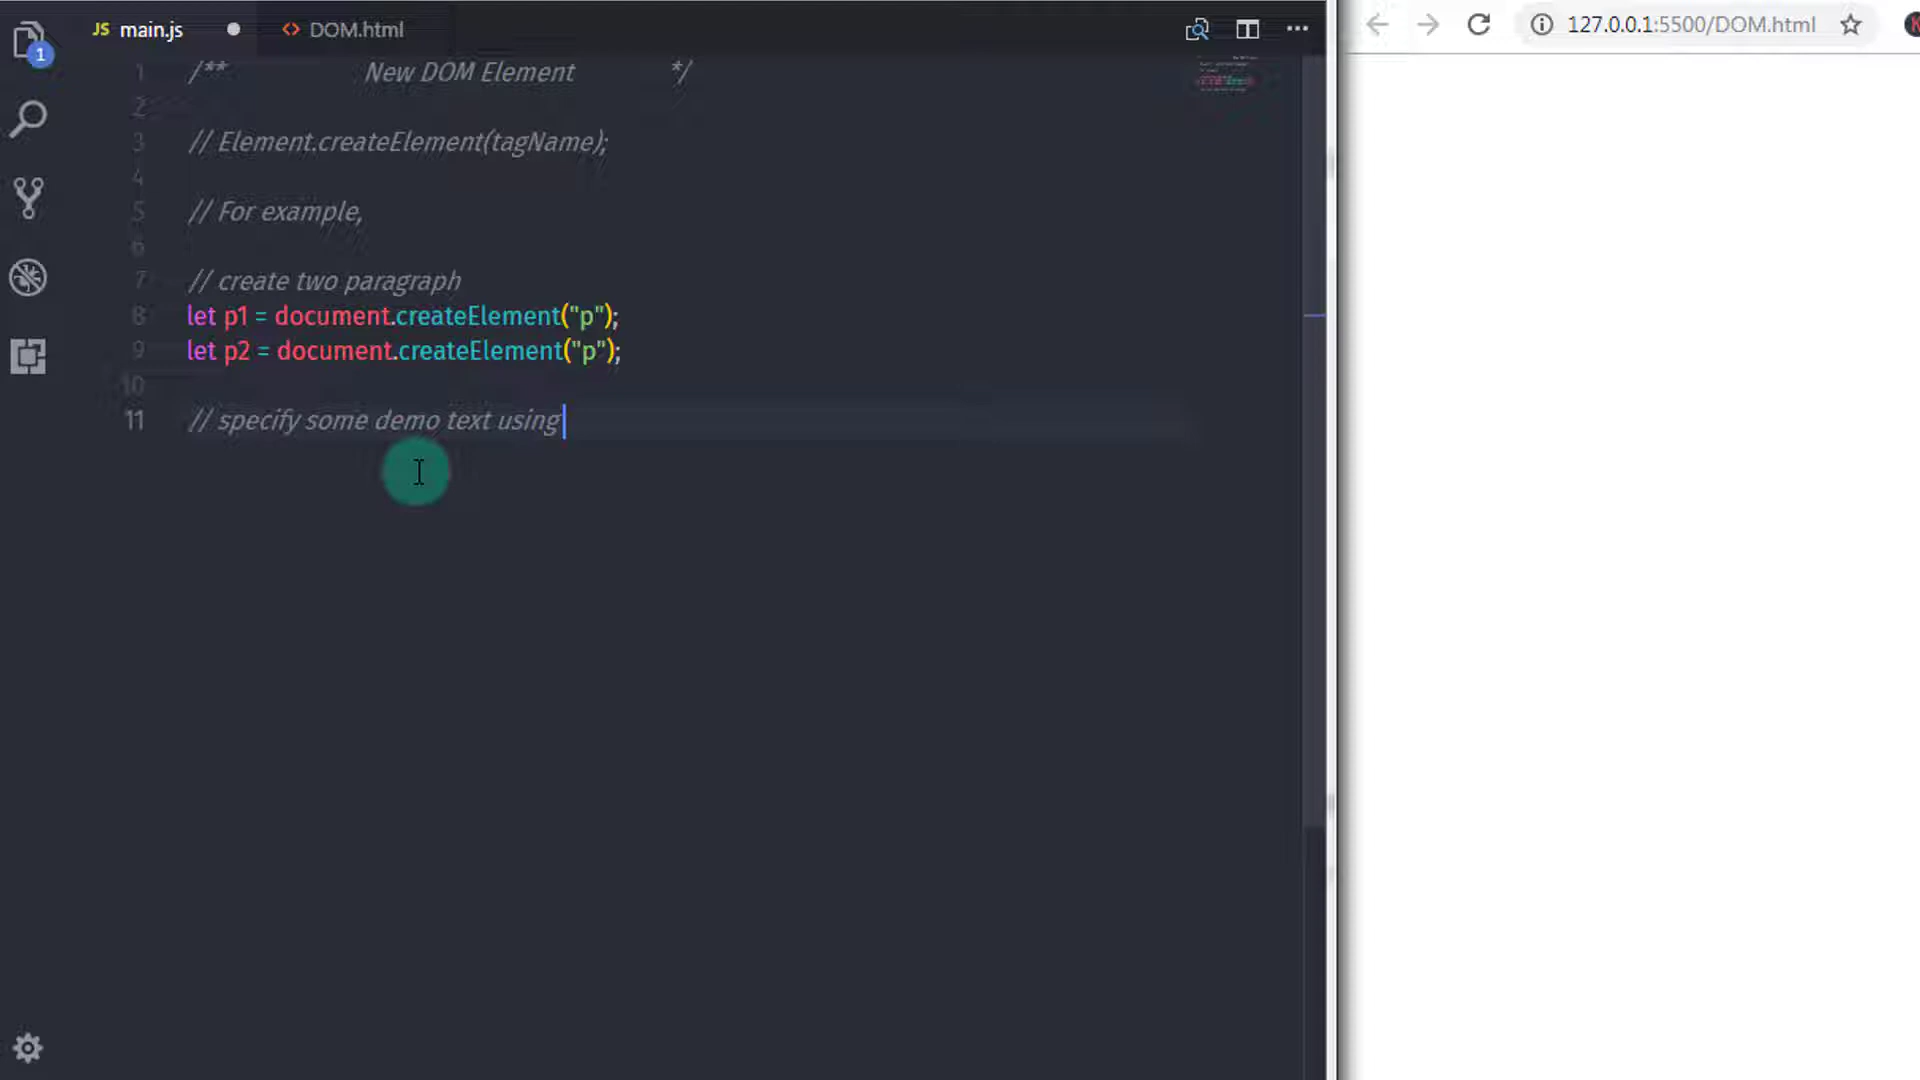 JS main.js
DOM.html
127.0.0.1:5500/DOM.html
1
1 /** New DOM Element */
2
3 // Element.createElement(tagName);
4
5 // For example,
6
7 // create two paragraph
8 let p1 = document.createElement("p");
9 let p2 = document.createElement("p");
10
11 // specify some demo text using